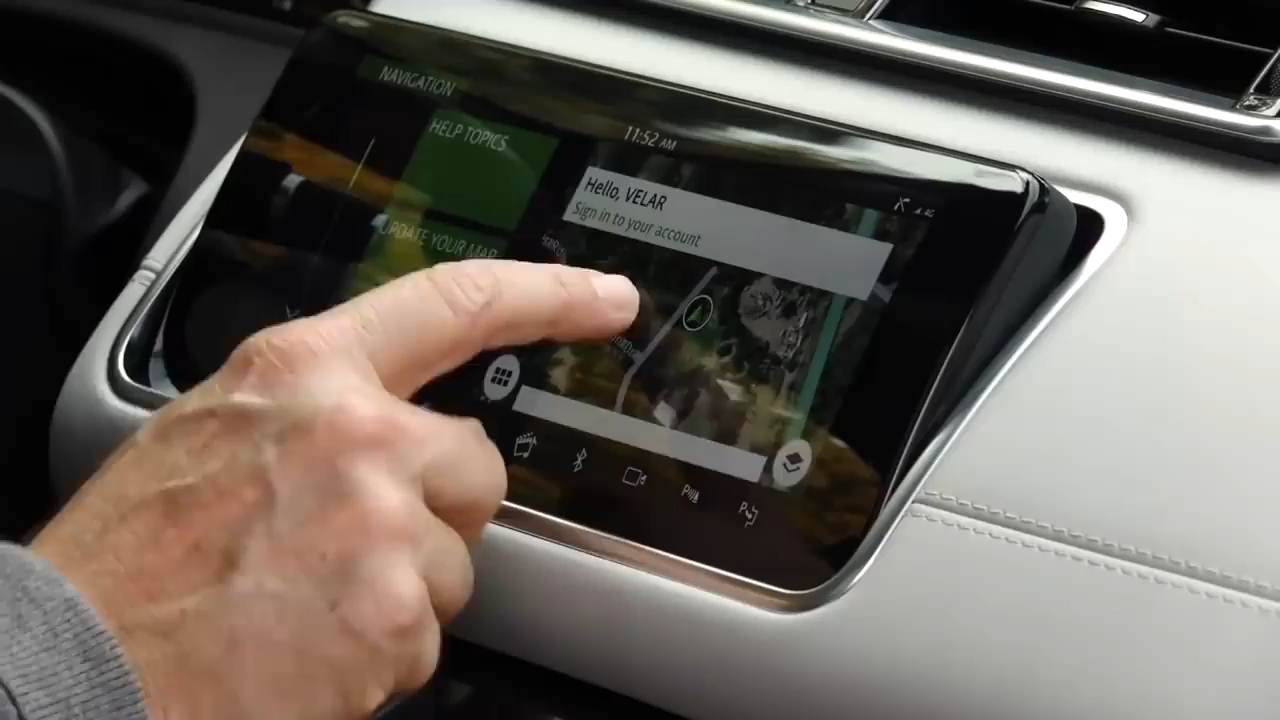 NAVIGATION
HELP TOPICS
11:52 AM
Hello, VELAR
Sign in to your account
UPDATE YOUR MAP